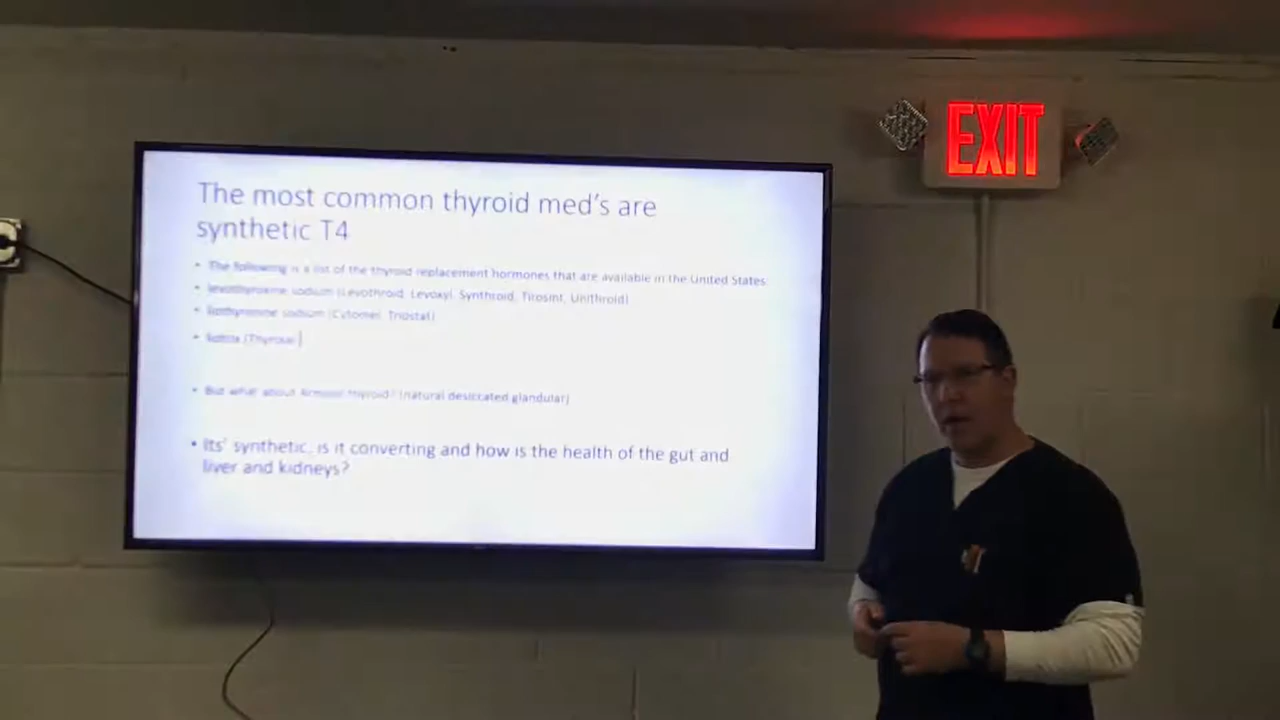 EXIT
The most common thyroid med's are
synthetic T4
• The following is a list of the thyroid replacement hormones that are available in the United States:
• levothyroxine sodium (Levothroid, Levoxyl, Synthroid, Tirosint, Unithroid)
• liothyronine sodium (Cytomel, Triostat)
• (Thyrolar)
• But what about Armour thyroid? (natural desiccated glandular)
• Its' synthetic, is it converting and how is the health of the gut and
liver and kidneys?